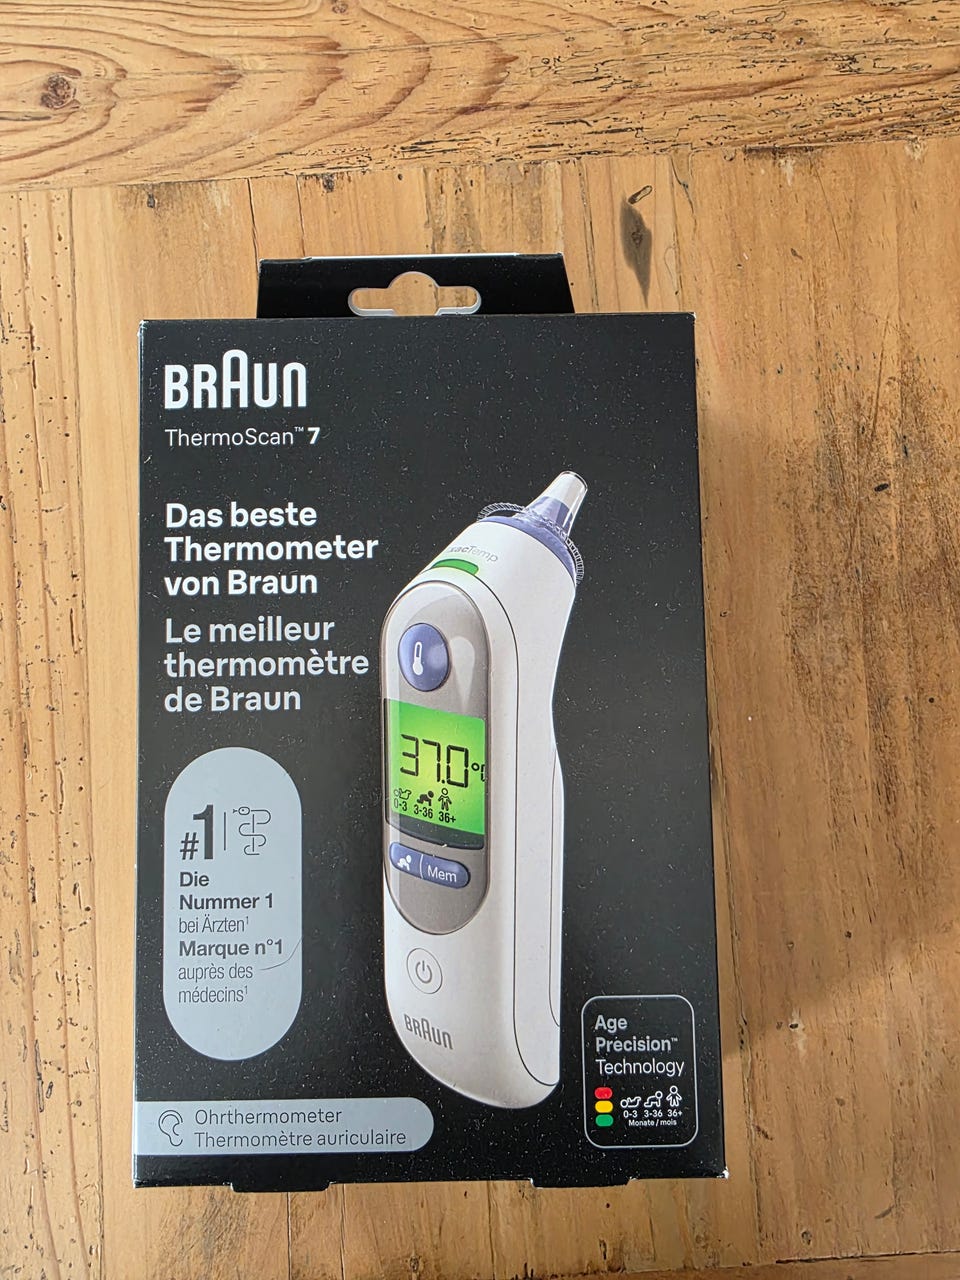 BRAUN
ThermoScan™ 7
Das beste
Thermometer
von Braun
Le meilleur
thermomètre
de Braun
#1
Die
Nummer 1
bei Ärzten¹
Marque n°1
auprès des
médecins¹
Ohrthermometer
Thermomètre auriculaire
37.0
0-3 3-36 36+
Mem
BRAUN
Age
Precision™
Technology
0-3 3-36 36+
Monate / mois